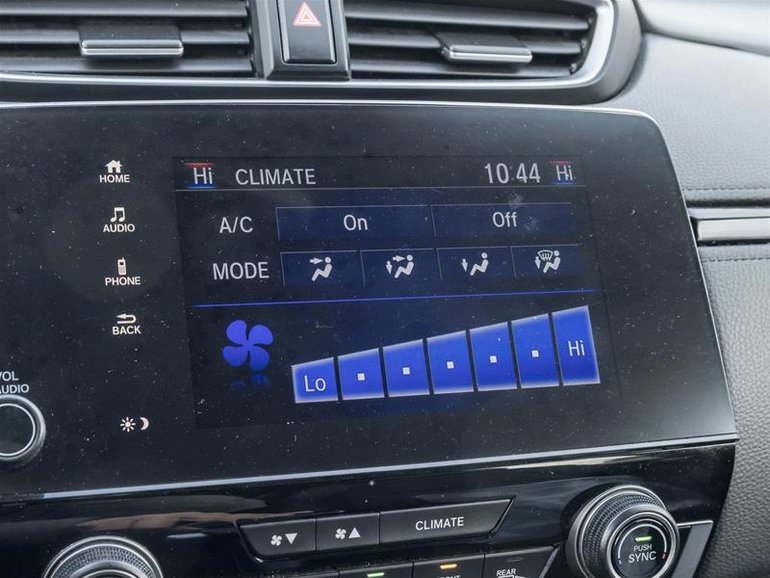 HOME
AUDIO
PHONE
BACK
VOL
AUDIO
Hi CLIMATE 10:44 Hi
A/C On Off
MODE
Lo Hi
CLIMATE
PUSH
SYNC
REAR